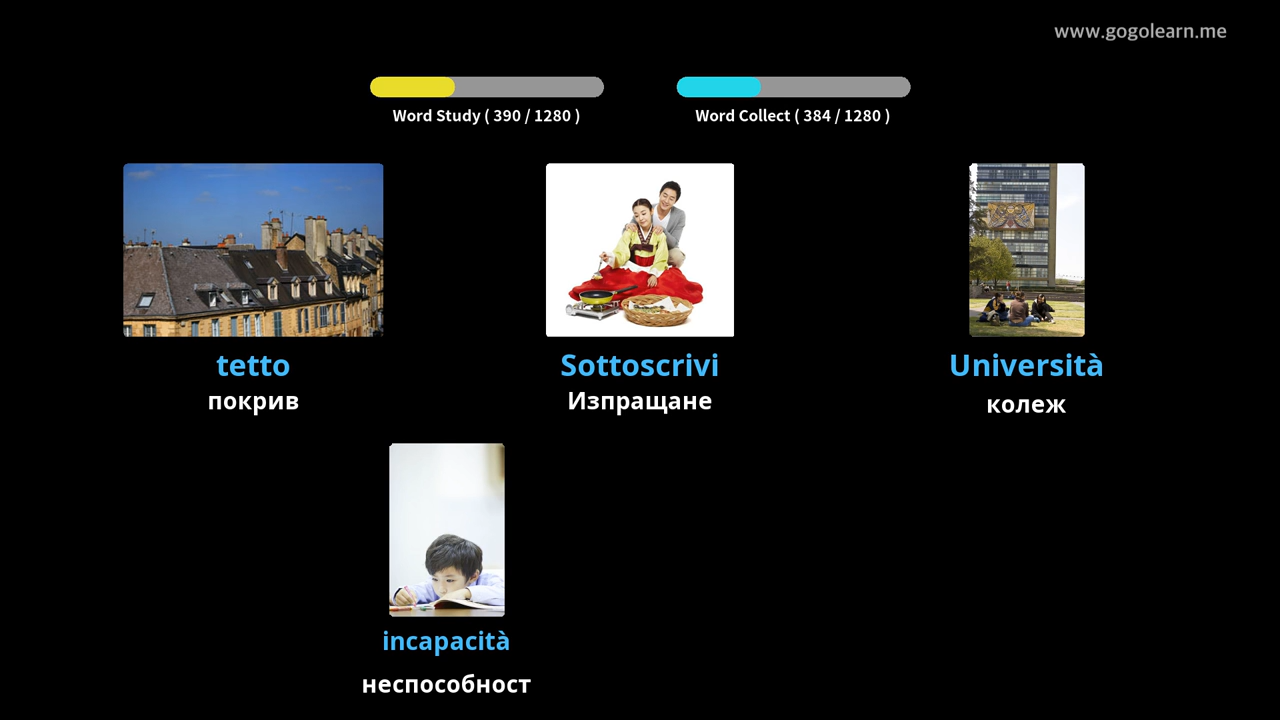 www.gogolearn.me
Word Study ( 390 / 1280 )
Word Collect ( 384 / 1280 )
tetto
Sottoscrivi
Università
покрив
Изпращане
колеж
incapacità
неспособност